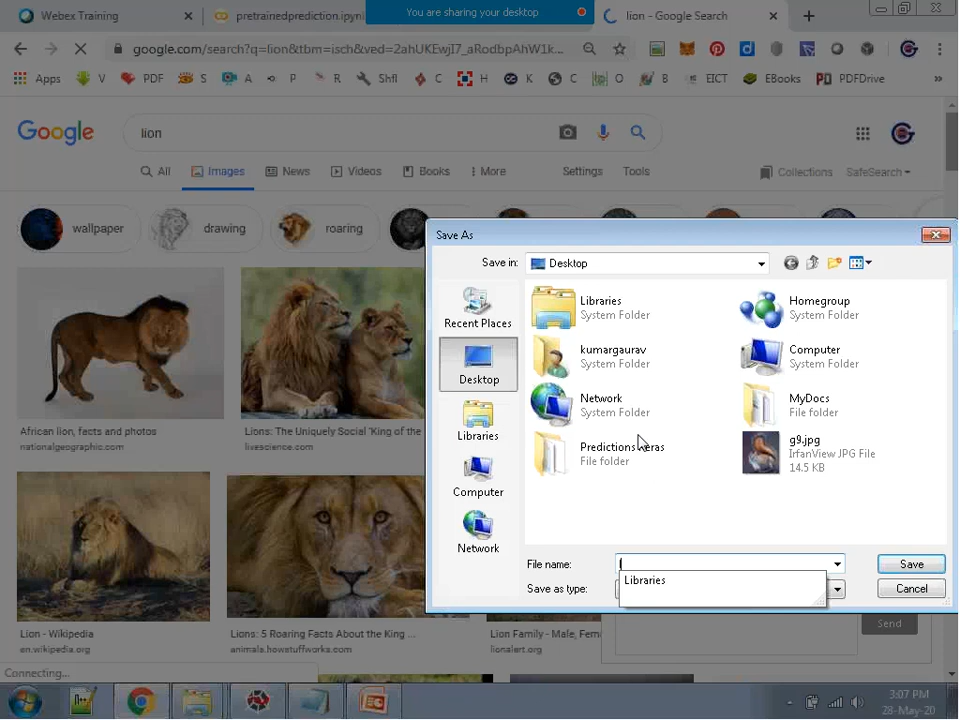 Webex Training
pretrainedprediction.ipynl
You are sharing your desktop
lion - Google Search
google.com/search?q=lion&tbm=isch&ved=2ahUKEwjI7_aRodbpAhW1k...
Apps
V
PDF
S
A
P
R
Shfl
C
H
K
C
O
B
EICT
EBooks
PDFDrive
»
Google
lion
All
Images
News
Videos
Books
More
Settings
Tools
Collections
SafeSearch
wallpaper
drawing
roaring
Save As
Save in:
Desktop
Recent Places
Desktop
Libraries
Computer
Network
Libraries
System Folder
Homegroup
System Folder
kumargaurav
System Folder
Computer
System Folder
Network
System Folder
MyDocs
File folder
Predictions
eras
File folder
g9.jpg
IrfanView JPG File
14.5 KB
File name:
l
Save
Libraries
Save as type:
Cancel
African lion, facts and photos
nationalgeographic.com
Lions: The Uniquely Social 'King of the
livescience.com
Lion - Wikipedia
en.wikipedia.org
Lions: 5 Roaring Facts About the King ...
animals.howstuffworks.com
Lion Family - Male, Fem
lionalert.org
Send
Connecting...
3:07 PM
28-May-20